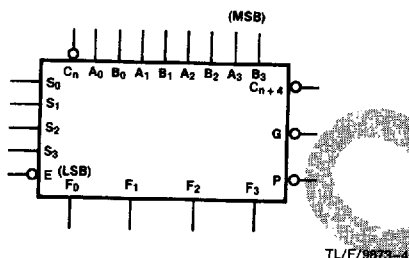 (MSB)
Cn A0 B0 A1 B1 A2 B2 A3 B3
Cn+4
S0
S1
S2
S3
G
P
E (LSB)
F0 F1 F2 F3
TL/F/9873-4